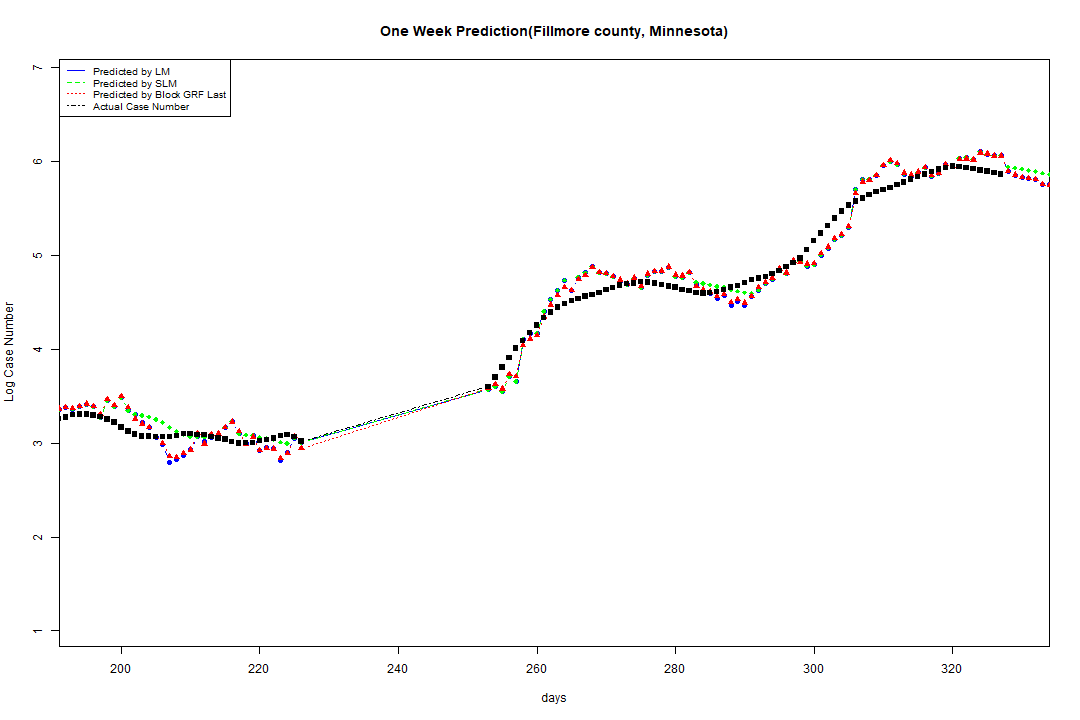 One Week Prediction(Fillmore county, Minnesota)
Predicted by LM
Predicted by SLM
Predicted by Block GRF Last
Actual Case Number
7
6
5
4
3
2
1
Log Case Number
200 220 240 260 280 300 320
days